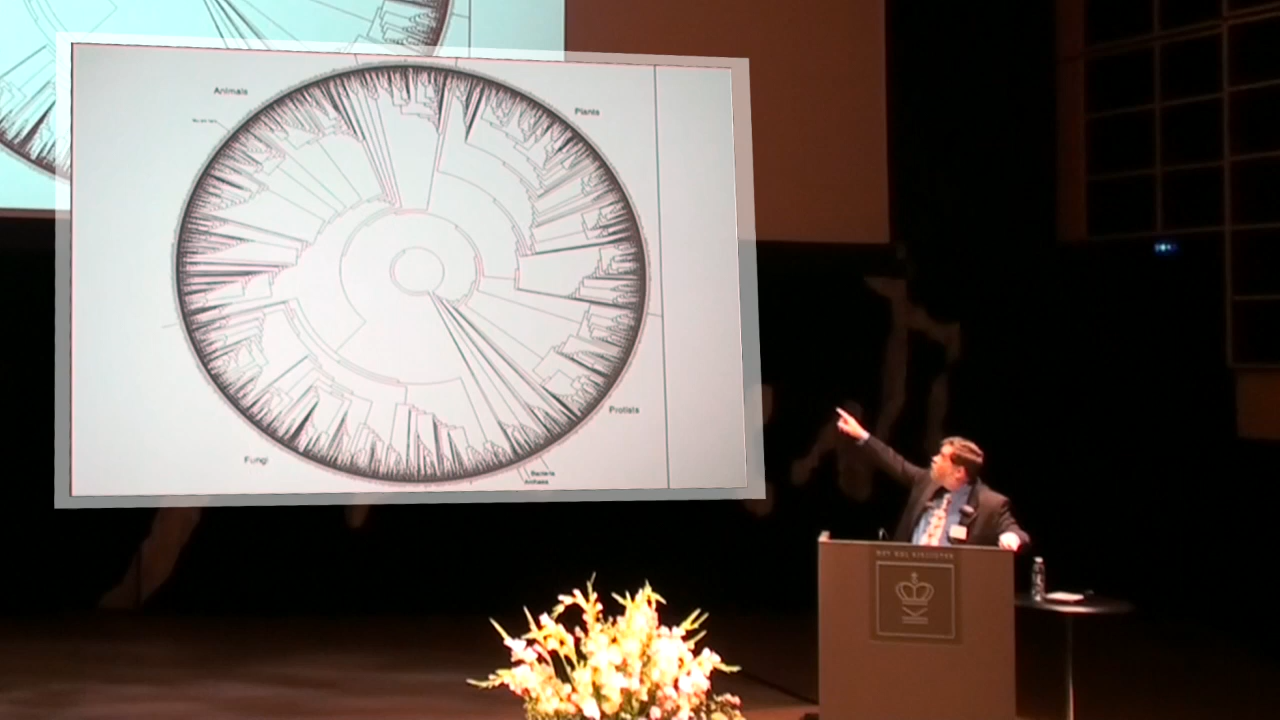 Animals
Plants
Protists
Fungi
Bacteria
Archaea